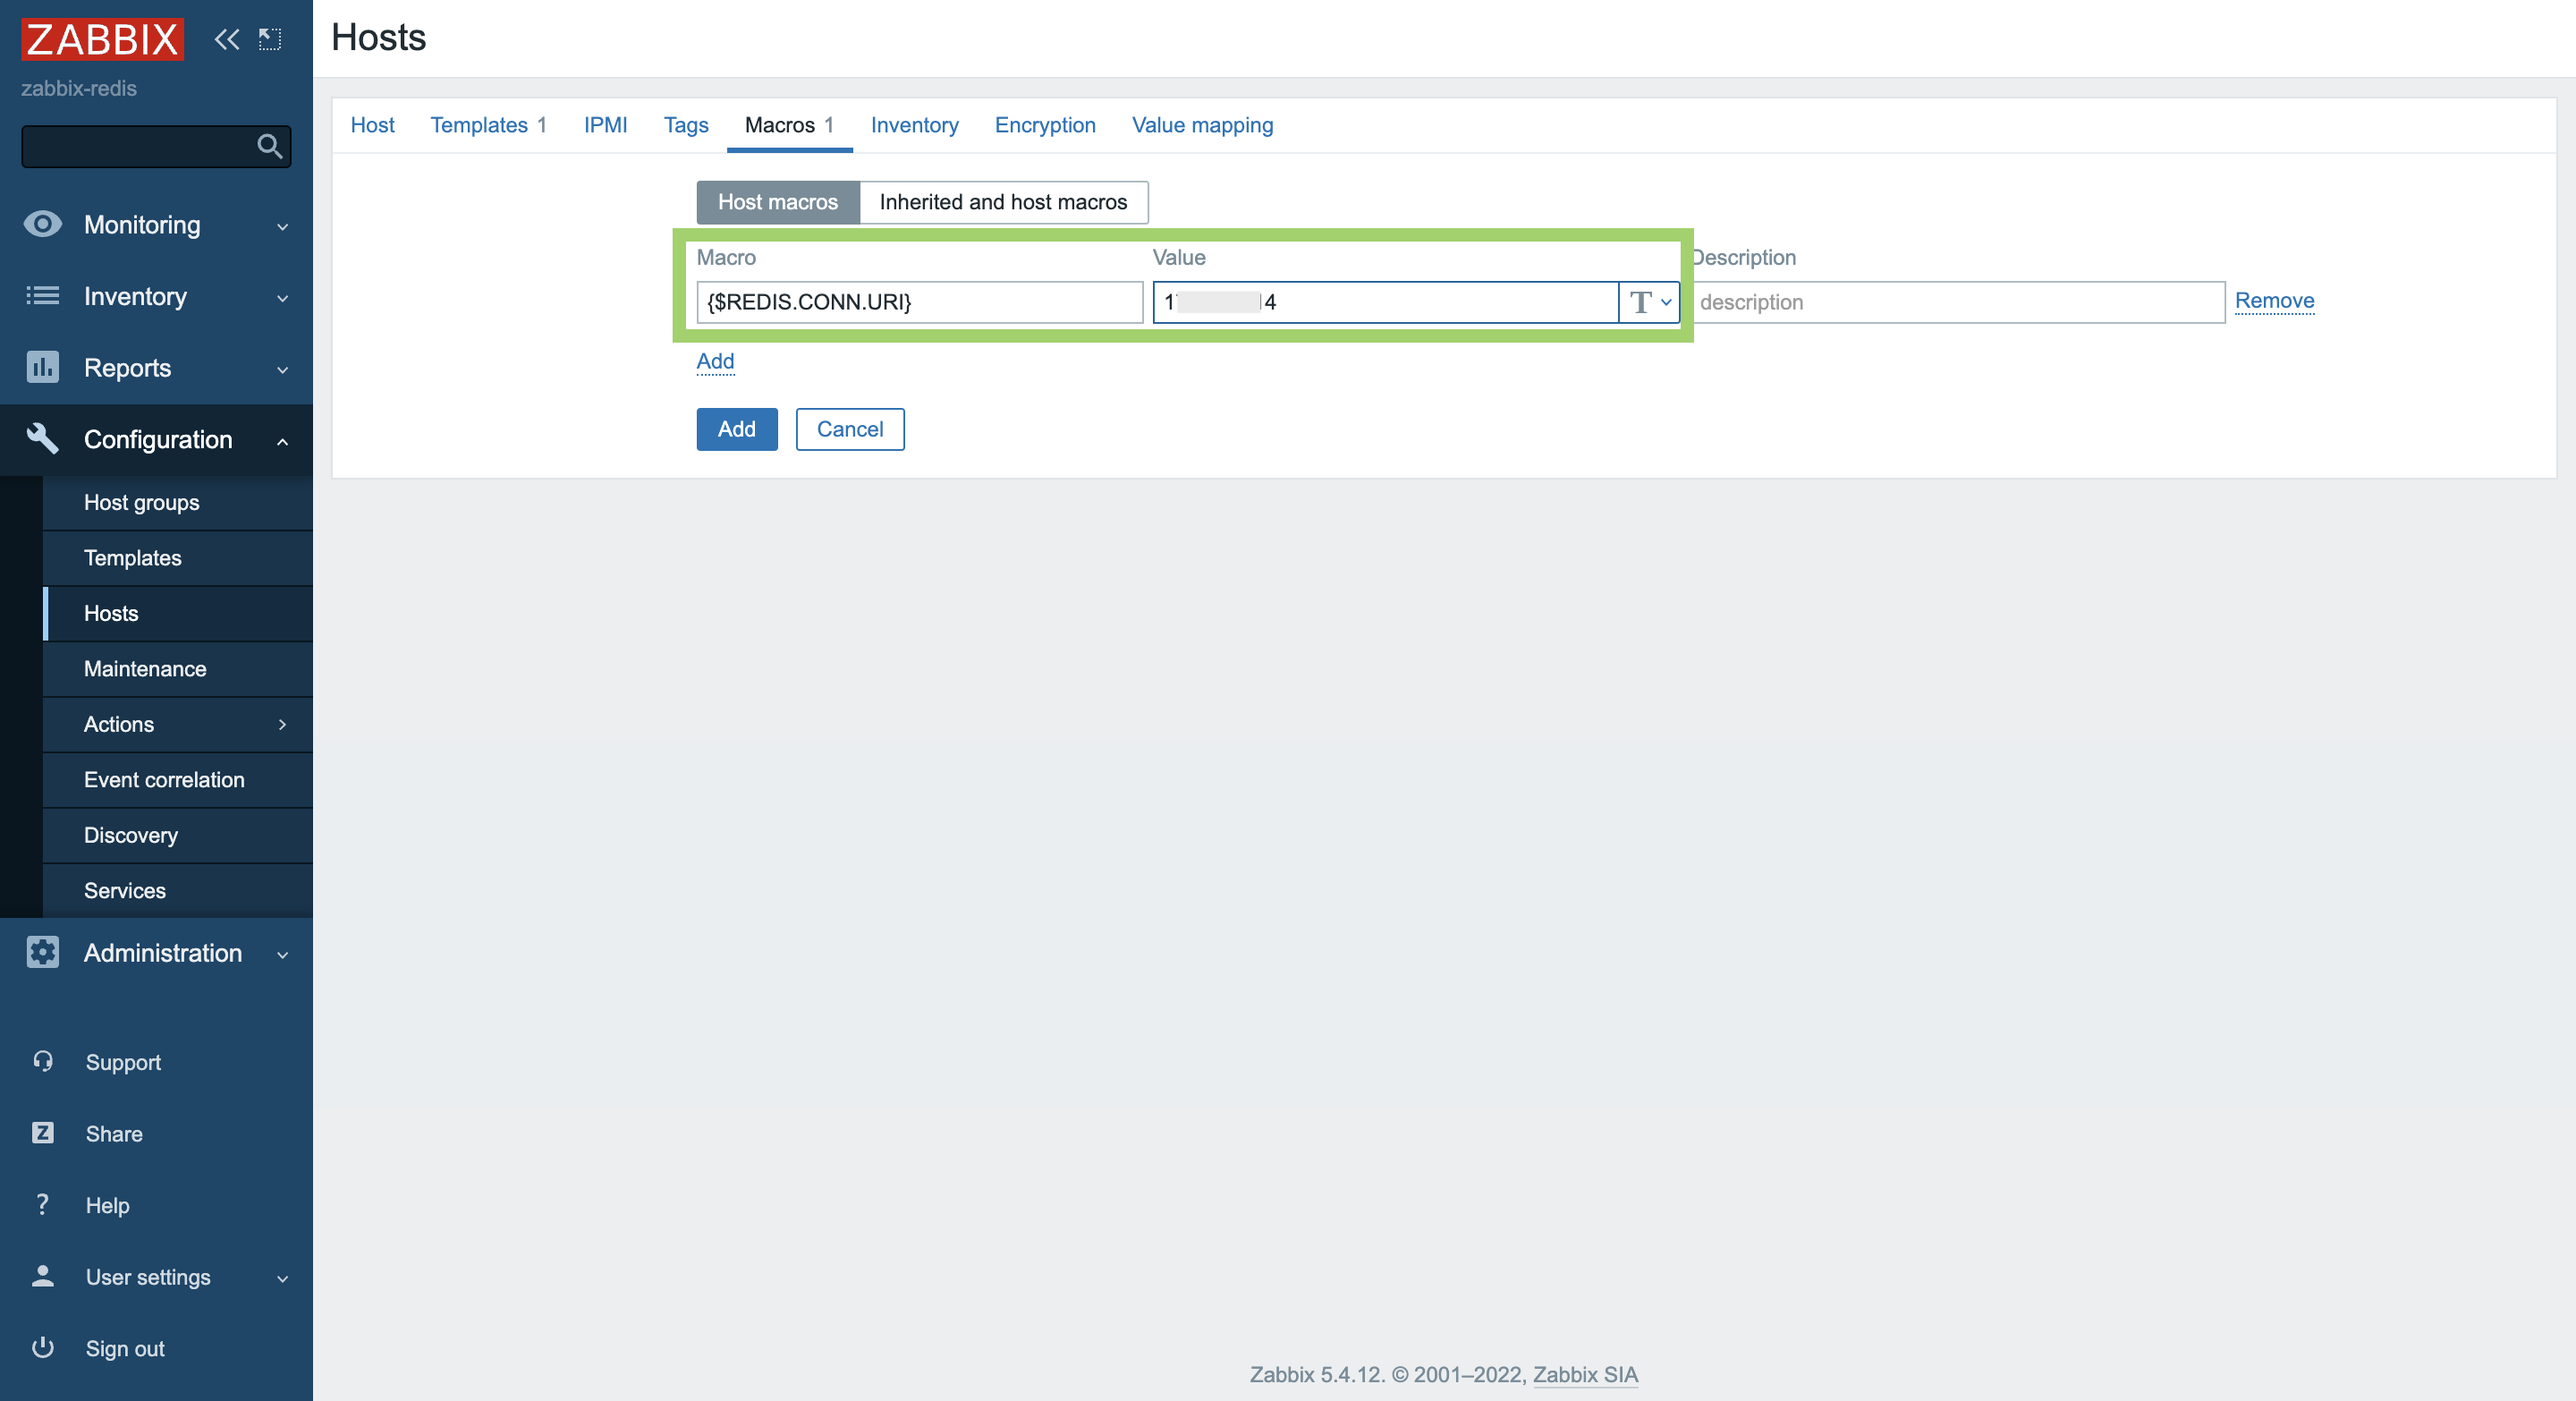 ZABBIX
zabbix-redis
Monitoring
Inventory
Reports
Configuration
Host groups
Templates
Hosts
Maintenance
Actions
Event correlation
Discovery
Services
Administration
Support
Share
Help
User settings
Sign out
Hosts
Host Templates 1 IPMI Tags Macros 1 Inventory Encryption Value mapping
Host macros Inherited and host macros
Macro Value Description
{$REDIS.CONN.URI} 1 4 T description Remove
Add
Add Cancel
Zabbix 5.4.12. © 2001–2022, Zabbix SIA